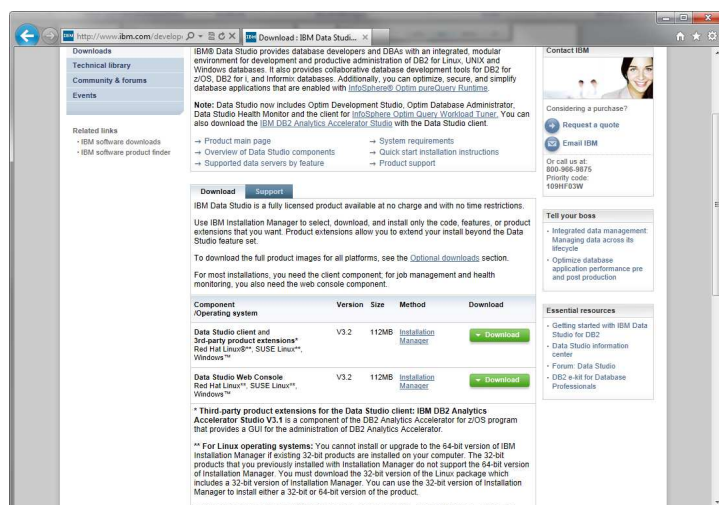 http://www.ibm.com/develop
Download : IBM Data Studi...
Downloads
Technical library
Community & forums
Events
Related links
• IBM software downloads
• IBM software product finder
IBM® Data Studio provides database developers and DBAs with an integrated, modular
environment for development and productive administration of DB2 for Linux, UNIX and
Windows databases. It also provides collaborative database development tools for DB2 for
z/OS, DB2 for i, and Informix databases. Additionally, you can optimize, secure, and simplify
database applications that are enabled with InfoSphere® Optim pureQuery Runtime.
Note: Data Studio now includes Optim Development Studio, Optim Database Administrator,
Data Studio Health Monitor and the client for InfoSphere Optim Query Workload Tuner. You can
also download the IBM DB2 Analytics Accelerator Studio with the Data Studio client.
→ Product main page
→ Overview of Data Studio components
→ Supported data servers by feature
→ System requirements
→ Quick start installation instructions
→ Product support
Download Support
IBM Data Studio is a fully licensed product available at no charge and with no time restrictions.
Use IBM Installation Manager to select, download, and install only the code, features, or product
extensions that you want. Product extensions allow you to extend your install beyond the Data
Studio feature set.
To download the full product images for all platforms, see the Optional downloads section.
For most installations, you need the client component; for job management and health
monitoring, you also need the web console component.
Component Version Size Method Download
/Operating system
Data Studio client and V3.2 112MB Installation Download
3rd-party product extensions* Manager
Red Hat Linux®**, SUSE Linux**,
Windows™
Data Studio Web Console V3.2 112MB Installation Download
Red Hat Linux**, SUSE Linux**, Manager
Windows™
* Third-party product extensions for the Data Studio client: IBM DB2 Analytics
Accelerator Studio V3.1 is a component of the DB2 Analytics Accelerator for z/OS program
that provides a GUI for the administration of DB2 Analytics Accelerator.
** For Linux operating systems: You cannot install or upgrade to the 64-bit version of IBM
Installation Manager if existing 32-bit products are installed on your computer. The 32-bit
products that you previously installed with Installation Manager do not support the 64-bit version
of Installation Manager. You must download the 32-bit version of the Linux package which
includes a 32-bit version of Installation Manager. You can use the 32-bit version of Installation
Manager to install either a 32-bit or 64-bit version of the product.
Contact IBM
Considering a purchase?
Request a quote
Email IBM
Or call us at:
800-966-9875
Priority code:
109HF03W
Tell your boss
• Integrated data management:
Managing data across its
lifecycle
• Optimize database
application performance pre
and post production
Essential resources
• Getting started with IBM Data
Studio for DB2
• Data Studio information
center
• Forum: Data Studio
• DB2 e-kit for Database
Professionals